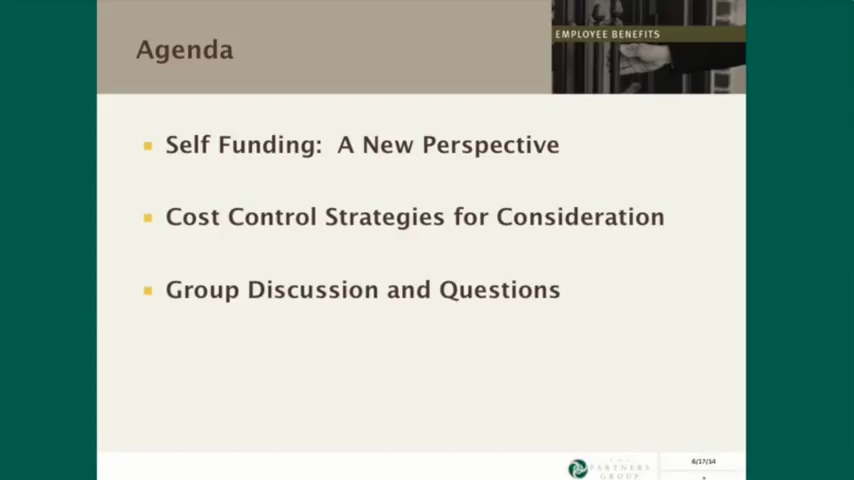 Agenda
EMPLOYEE BENEFITS
Self Funding: A New Perspective
Cost Control Strategies for Consideration
Group Discussion and Questions
THE
PARTNERS
GROUP
6/17/14